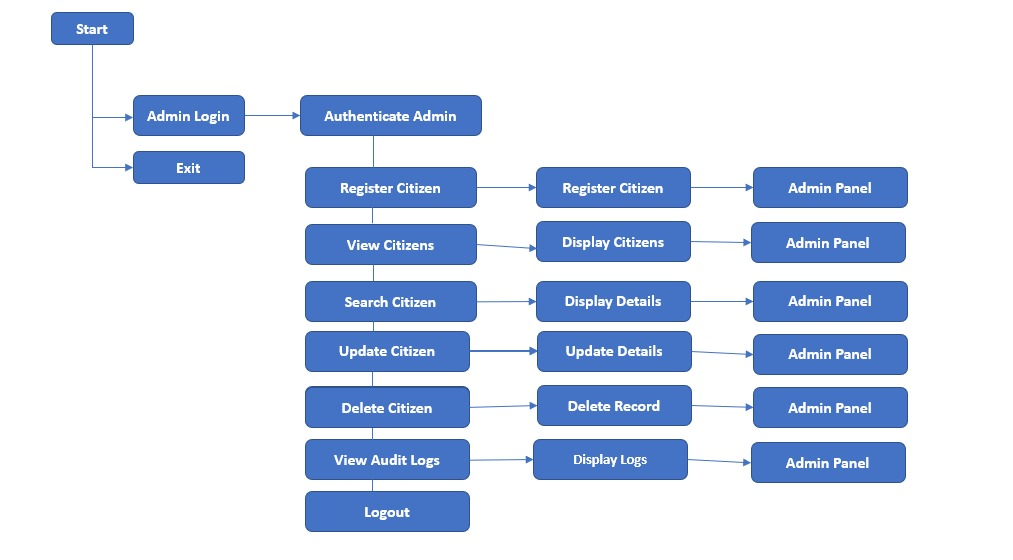 Start
Admin Login
Authenticate Admin
Exit
Register Citizen
Register Citizen
Admin Panel
View Citizens
Display Citizens
Admin Panel
Search Citizen
Display Details
Admin Panel
Update Citizen
Update Details
Admin Panel
Delete Citizen
Delete Record
Admin Panel
View Audit Logs
Display Logs
Admin Panel
Logout